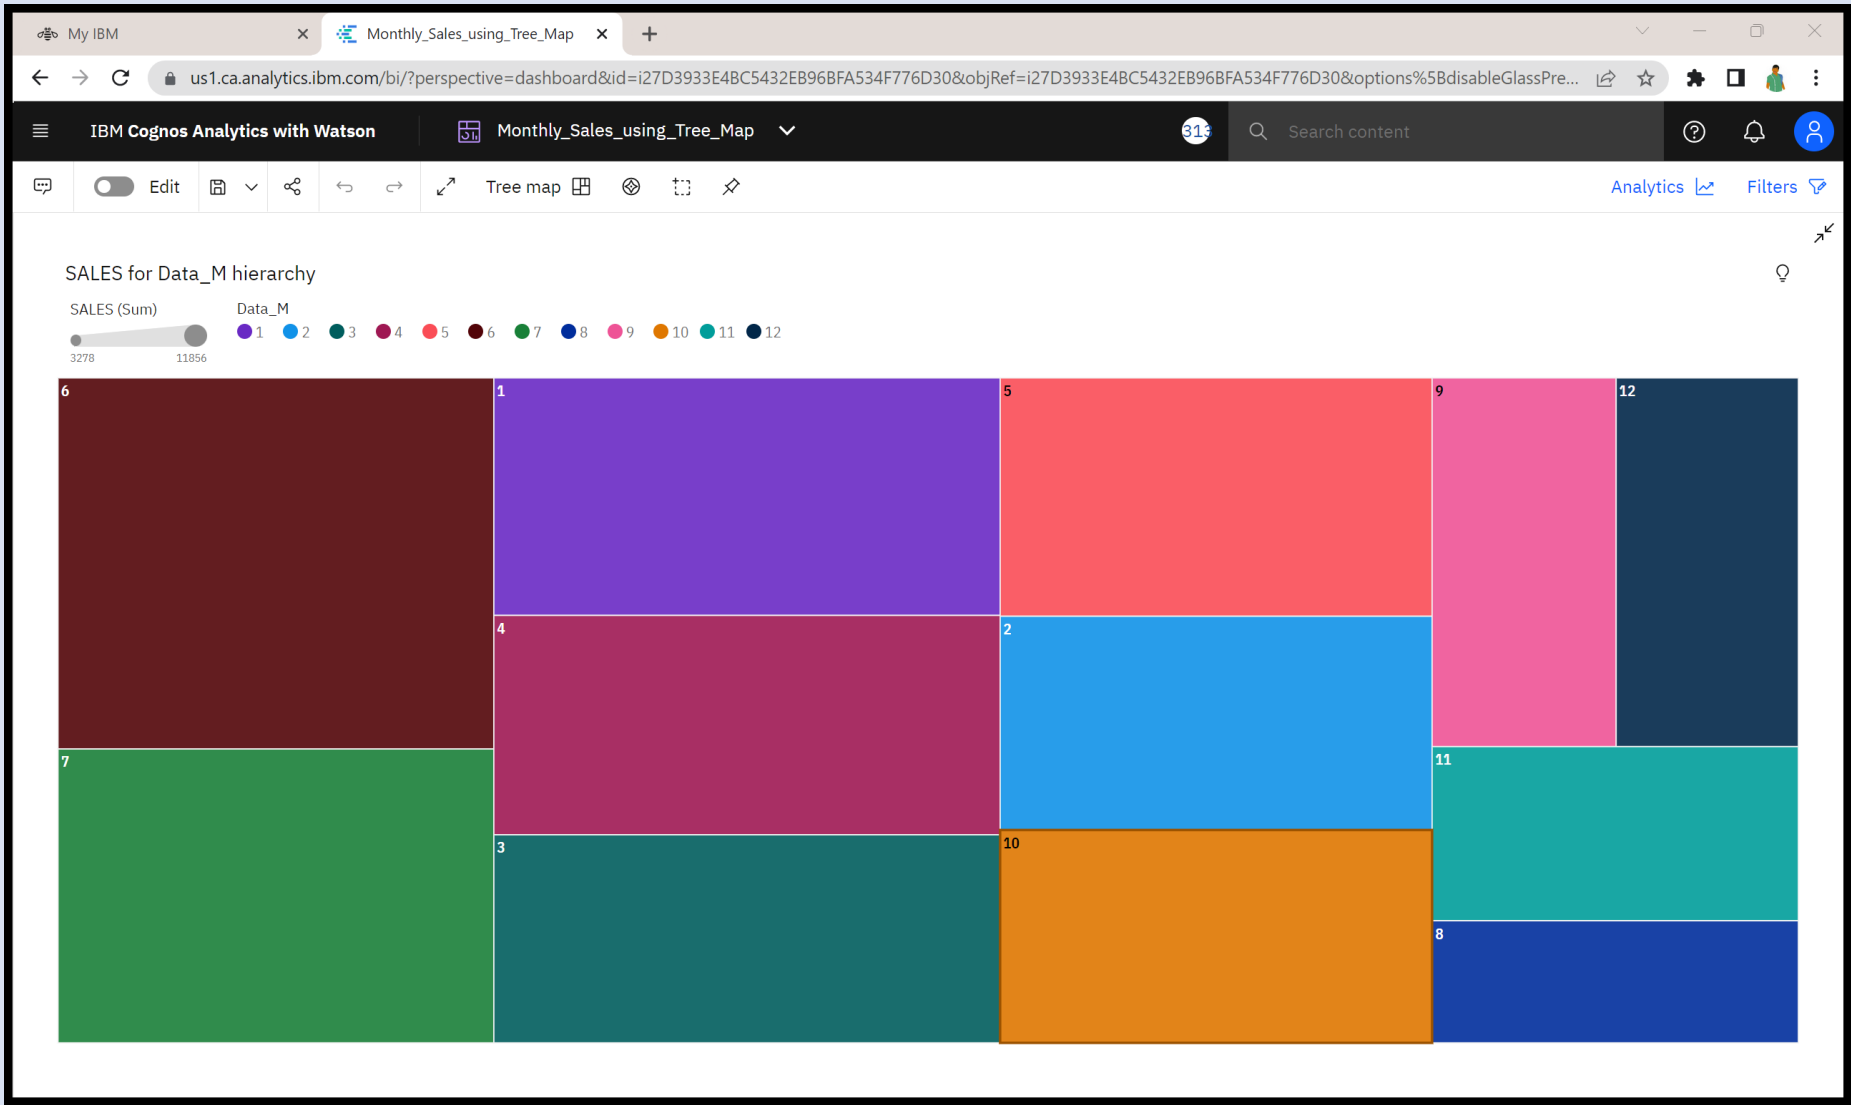 My IBM
Monthly_Sales_using_Tree_Map
us1.ca.analytics.ibm.com/bi/?perspective=dashboard&id=i27D3933E4BC5432EB96BFA534F776D30&objRef=i27D3933E4BC5432EB96BFA534F776D30&options%5BdisableGlassPre...
IBM Cognos Analytics with Watson
Monthly_Sales_using_Tree_Map
313
Search content
Edit
Tree map
Analytics
Filters
SALES for Data_M hierarchy
SALES (Sum)
3278
11856
Data_M
1 2 3 4 5 6 7 8 9 10 11 12
6
1
5
9
12
4
2
7
11
3
10
8